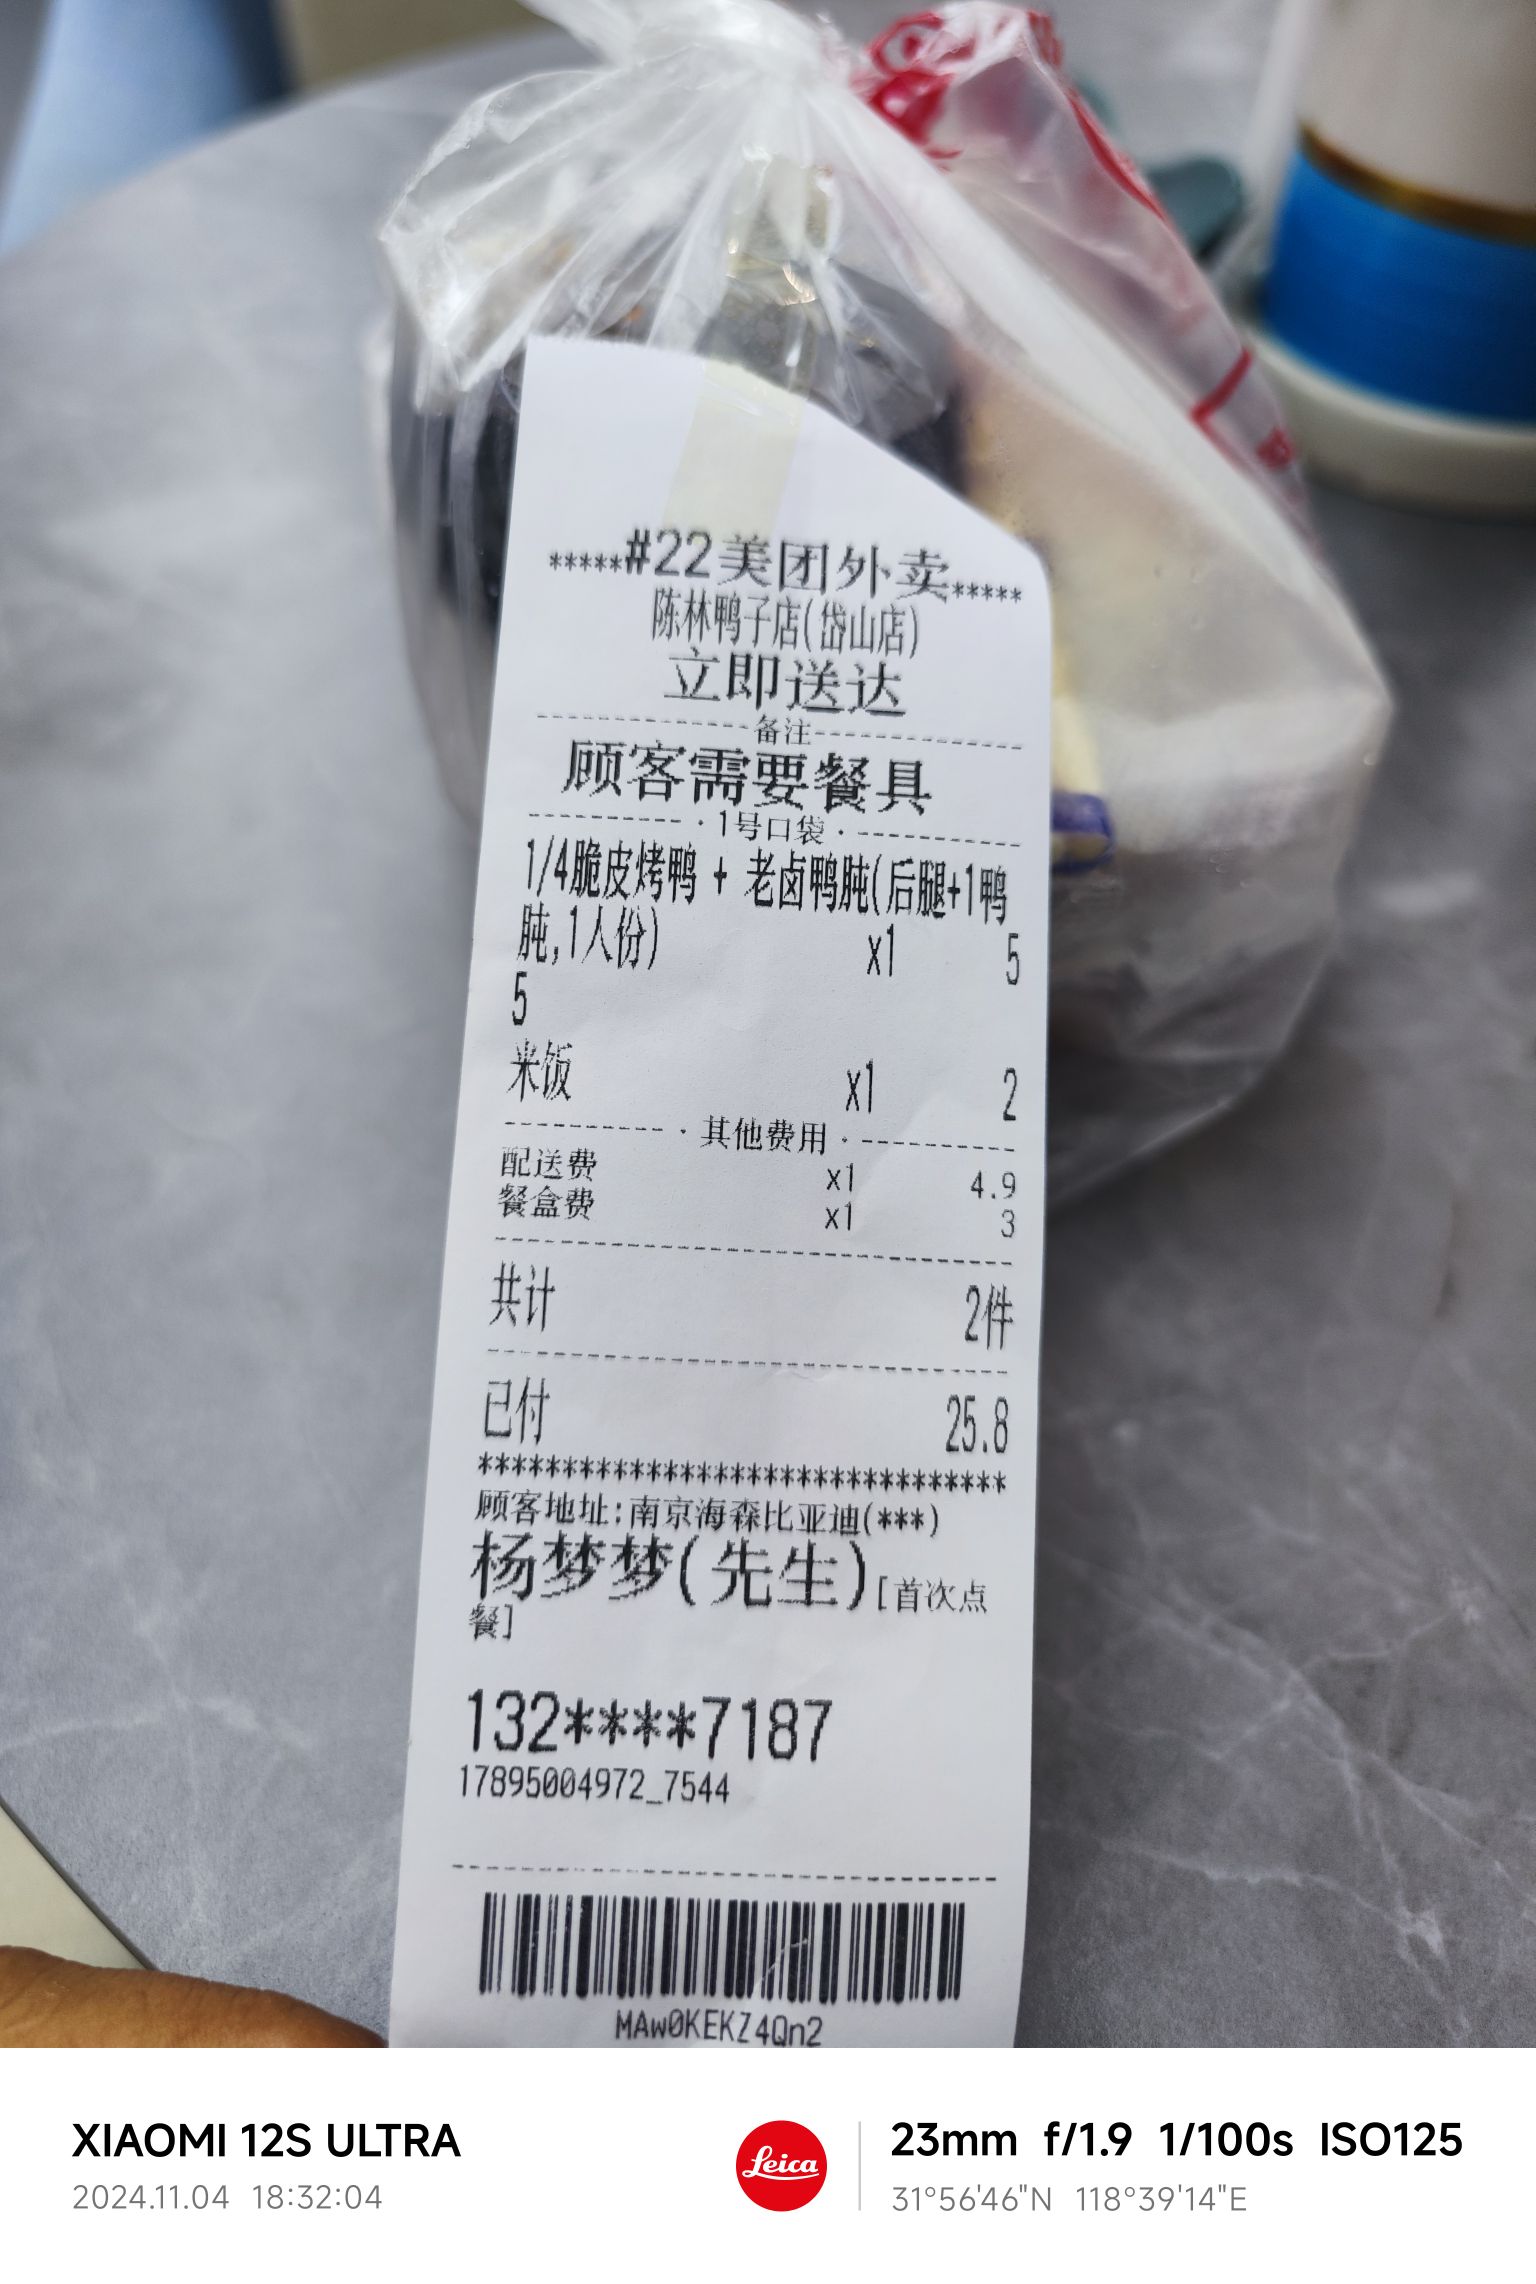 *****#22美团外卖*****
陈林鸭子店(岱山店)
立即送达
备注
顾客需要餐具
·1号口袋·
1/4脆皮烤鸭 + 老卤鸭肫(后腿+1鸭
肫,1人份) x1 5
5
米饭 x1 2
·其他费用·
配送费 x1 4.9
餐盒费 x1 3
共计 2件
已付 25.8
********************************
顾客地址:南京海森比亚迪(***)
杨梦梦(先生)[首次点
餐]
132****7187
17895004972_7544
MAw0KEKZ4Qn2
XIAOMI 12S ULTRA
2024.11.04 18:32:04
Leica
23mm f/1.9 1/100s ISO125
31°56'46"N 118°39'14"E